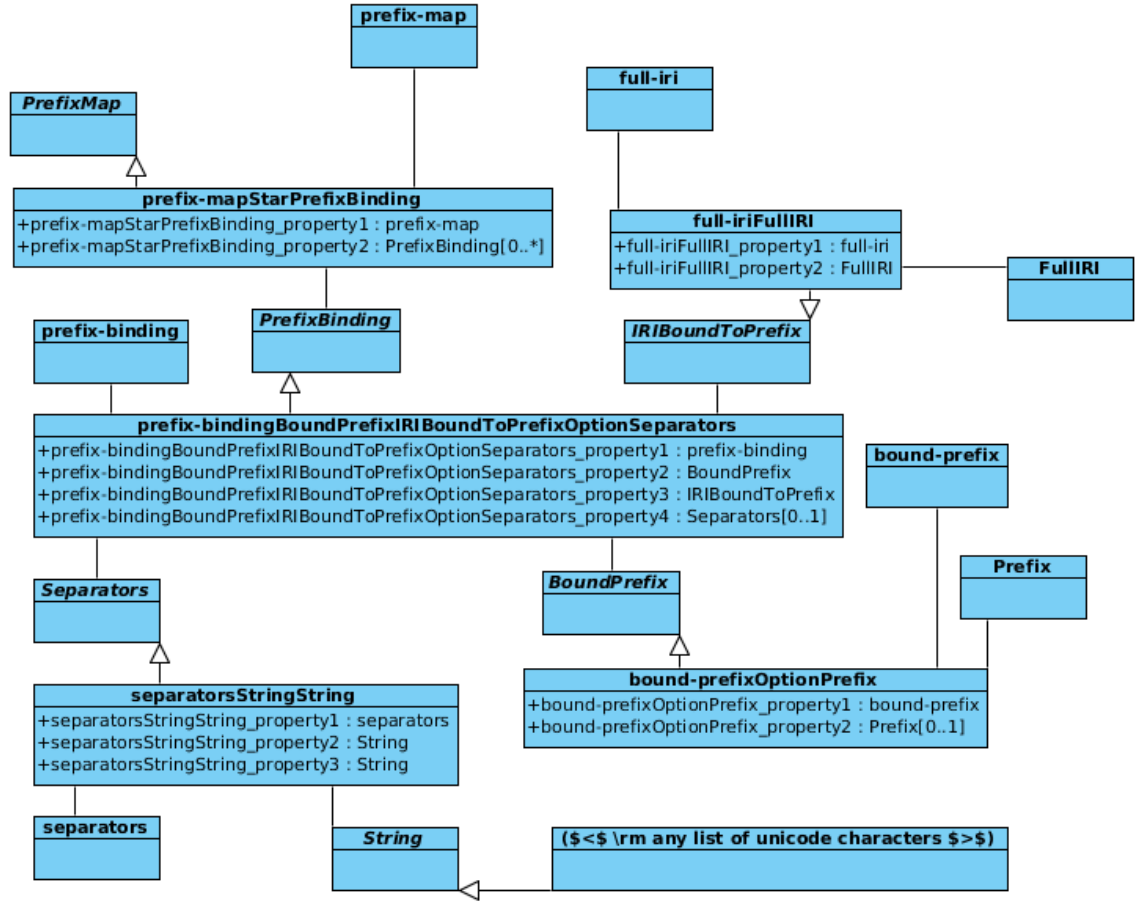 prefix-map
full-iri
PrefixMap
prefix-mapStarPrefixBinding
+prefix-mapStarPrefixBinding_property1 : prefix-map
+prefix-mapStarPrefixBinding_property2 : PrefixBinding[0..*]
full-iriFullIRI
+full-iriFullIRI_property1 : full-iri
+full-iriFullIRI_property2 : FullIRI
FullIRI
PrefixBinding
prefix-binding
IRIBoundToPrefix
prefix-bindingBoundPrefixIRIBoundToPrefixOptionSeparators
+prefix-bindingBoundPrefixIRIBoundToPrefixOptionSeparators_property1 : prefix-binding
+prefix-bindingBoundPrefixIRIBoundToPrefixOptionSeparators_property2 : BoundPrefix
+prefix-bindingBoundPrefixIRIBoundToPrefixOptionSeparators_property3 : IRIBoundToPrefix
+prefix-bindingBoundPrefixIRIBoundToPrefixOptionSeparators_property4 : Separators[0..1]
bound-prefix
Separators
BoundPrefix
Prefix
separatorsStringString
+separatorsStringString_property1 : separators
+separatorsStringString_property2 : String
+separatorsStringString_property3 : String
bound-prefixOptionPrefix
+bound-prefixOptionPrefix_property1 : bound-prefix
+bound-prefixOptionPrefix_property2 : Prefix[0..1]
separators
String
($<$ \rm any list of unicode characters $>$)